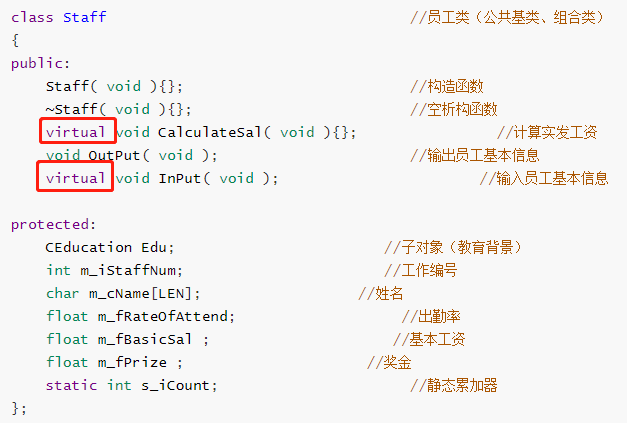 class Staff //员工类（公共基类、组合类）
{
public:
Staff( void ){}; //构造函数
~Staff( void ){}; //空析构函数
virtual void CalculateSal( void ){}; //计算实发工资
void OutPut( void ); //输出员工基本信息
virtual void InPut( void ); //输入员工基本信息
protected:
CEducation Edu; //子对象（教育背景）
int m_iStaffNum; //工作编号
char m_cName[LEN]; //姓名
float m_fRateOfAttend; //出勤率
float m_fBasicSal ; //基本工资
float m_fPrize ; //奖金
static int s_iCount; //静态累加器
};